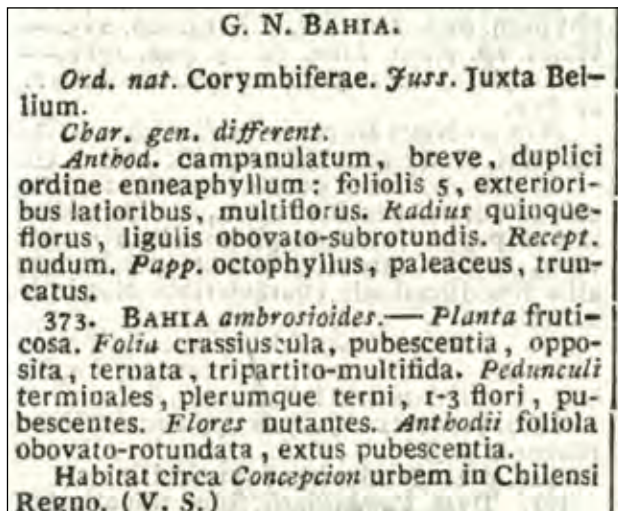 G. N. BAHIA.
Ord. nat. Corymbiferae. Juss. Juxta Bel-
lium.
Char. gen. different.
Anthod. campanulatum, breve, duplici
ordine enneaphyllum: foliolis 5, exteriori-
bus latioribus, multiflorus. Radius quinque-
florus, ligulis obovato-subrotundis. Recept.
nudum. Papp. octophyllus, paleaceus, trun-
catus.
373. BAHIA ambrosioides.— Planta fruti-
cosa. Folia crassiuscula, pubescentia, oppo-
sita, ternata, tripartito-multifida. Pedunculi
terminales, plerumque terni, 1-3 flori, pu-
bescentes. Flores nutantes. Anthodii foliola
obovato-rotundata, extus pubescentia.
Habitat circa Concepcion urbem in Chilensi
Regno. (V. S.)